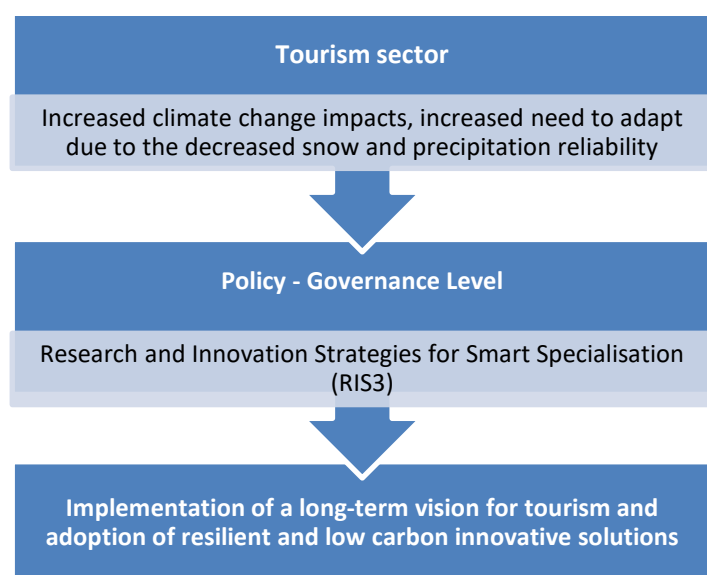 Tourism sector
Increased climate change impacts, increased need to adapt
due to the decreased snow and precipitation reliability
Policy - Governance Level
Research and Innovation Strategies for Smart Specialisation
(RIS3)
Implementation of a long-term vision for tourism and
adoption of resilient and low carbon innovative solutions